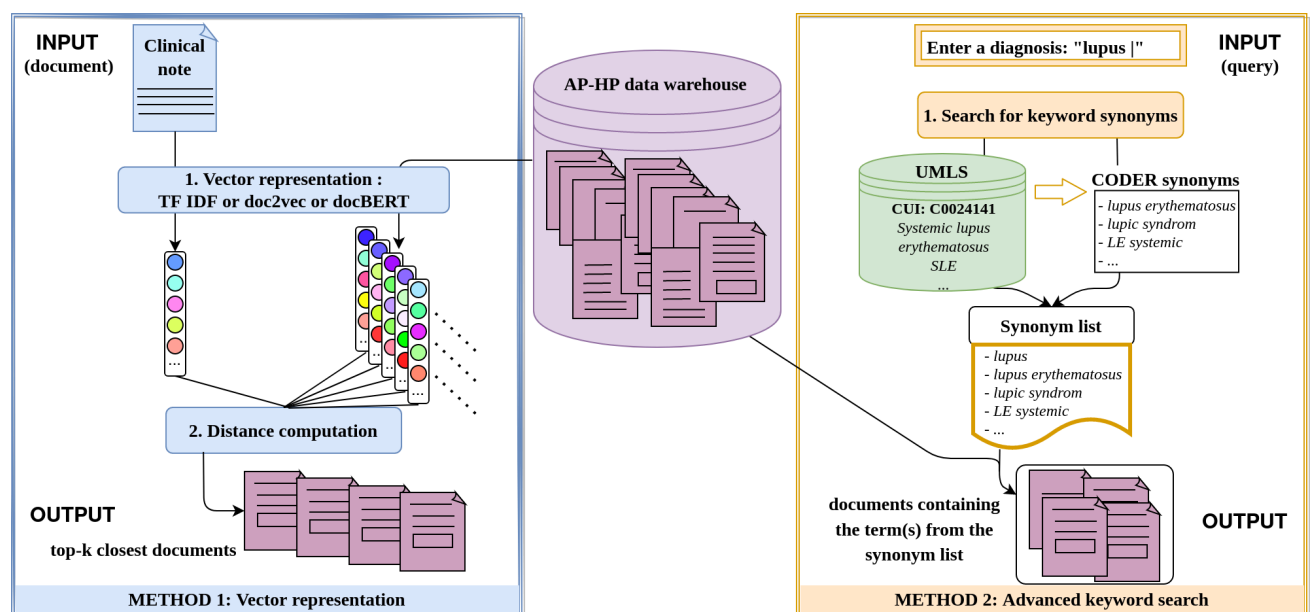 INPUT
(document)
Clinical
note
1. Vector representation :
TF IDF or doc2vec or docBERT
...
...
...
2. Distance computation
OUTPUT
top-k closest documents
METHOD 1: Vector representation
AP-HP data warehouse
Enter a diagnosis: "lupus |"
INPUT
(query)
1. Search for keyword synonyms
UMLS
CUI: C0024141
Systemic lupus
erythematosus
SLE
...
CODER synonyms
- lupus erythematosus
- lupic syndrom
- LE systemic
- ...
Synonym list
- lupus
- lupus erythematosus
- lupic syndrom
- LE systemic
- ...
documents containing
the term(s) from the
synonym list
OUTPUT
METHOD 2: Advanced keyword search